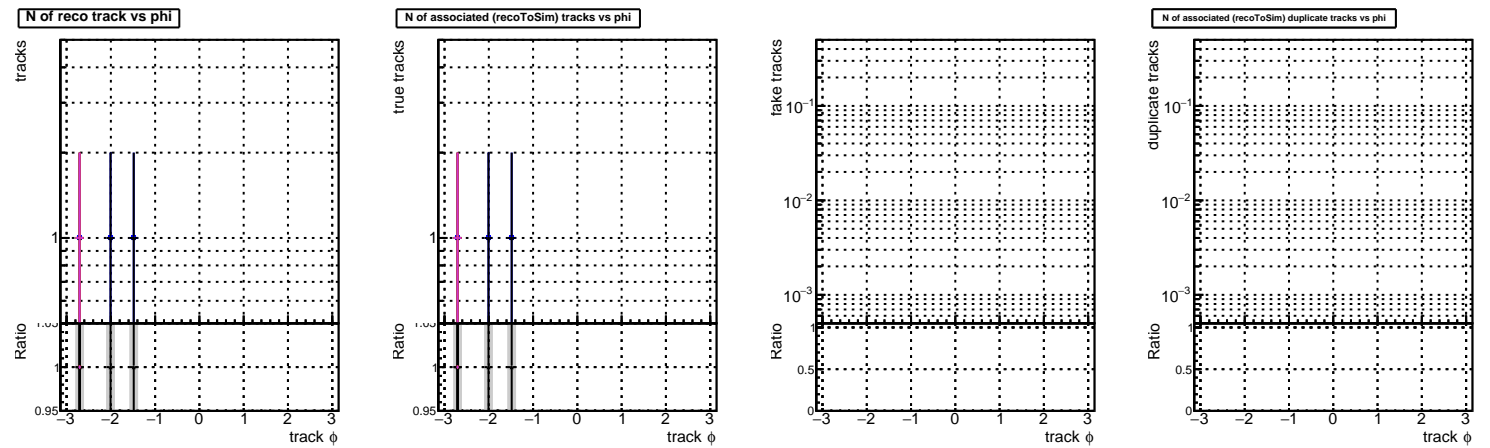 N of reco track vs phi
tracks
1
1.05
Ratio
1
0.95
−3 −2 −1 0 1 2 3
track ϕ
N of associated (recoToSim) tracks vs phi
true tracks
1
1.05
Ratio
1
0.95
−3 −2 −1 0 1 2 3
track ϕ
fake tracks
10−1
10−2
10−3
Ratio
1
0.5
0
−3 −2 −1 0 1 2 3
track ϕ
N of associated (recoToSim) duplicate tracks vs phi
duplicate tracks
10−1
10−2
10−3
Ratio
1
0.5
0
−3 −2 −1 0 1 2 3
track ϕ